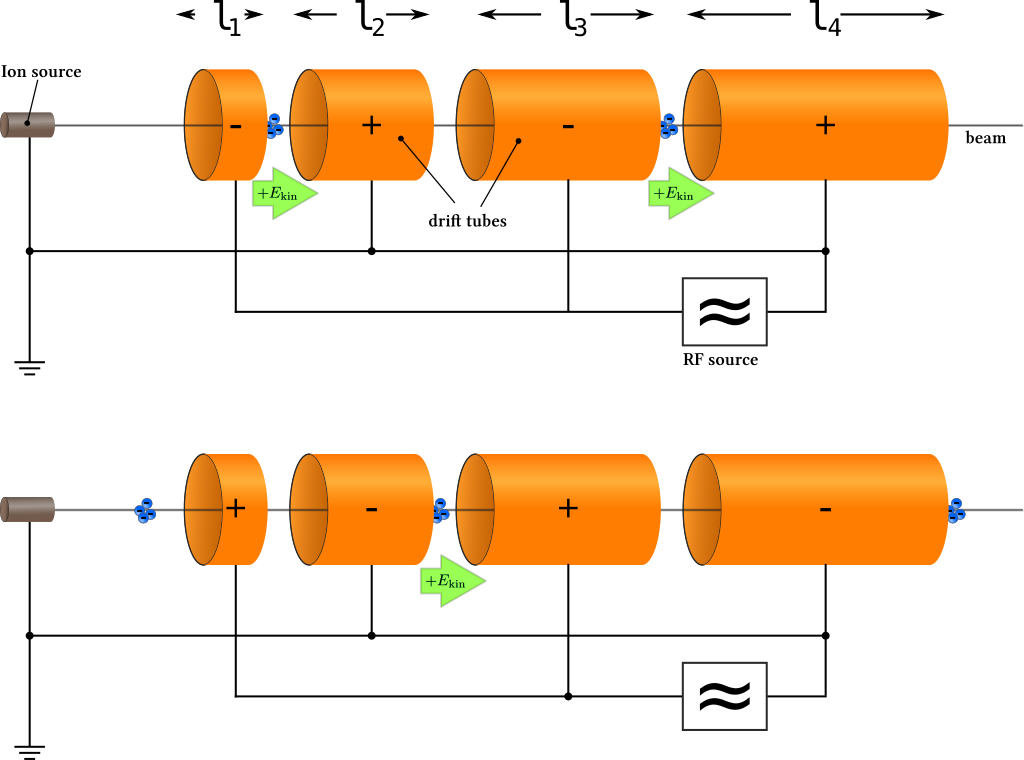 l1 l2 l3 l4
Ion source
- + - +
beam
+Ekin +Ekin
drift tubes
≈
RF source
+ - + -
+Ekin
≈